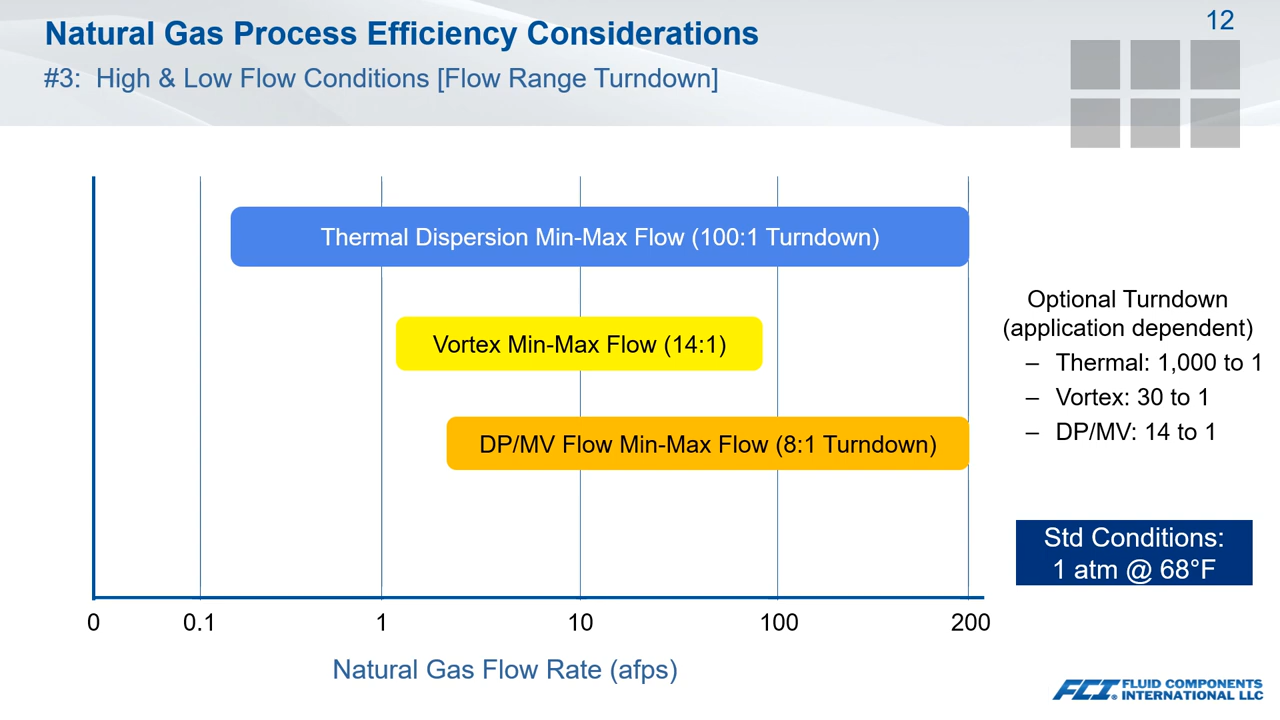 Natural Gas Process Efficiency Considerations
12
#3: High & Low Flow Conditions [Flow Range Turndown]
Thermal Dispersion Min-Max Flow (100:1 Turndown)
Vortex Min-Max Flow (14:1)
DP/MV Flow Min-Max Flow (8:1 Turndown)
Optional Turndown
(application dependent)
– Thermal: 1,000 to 1
– Vortex: 30 to 1
– DP/MV: 14 to 1
Std Conditions:
1 atm @ 68°F
0 0.1 1 10 100 200
Natural Gas Flow Rate (afps)
FCI® FLUID COMPONENTS
INTERNATIONAL LLC